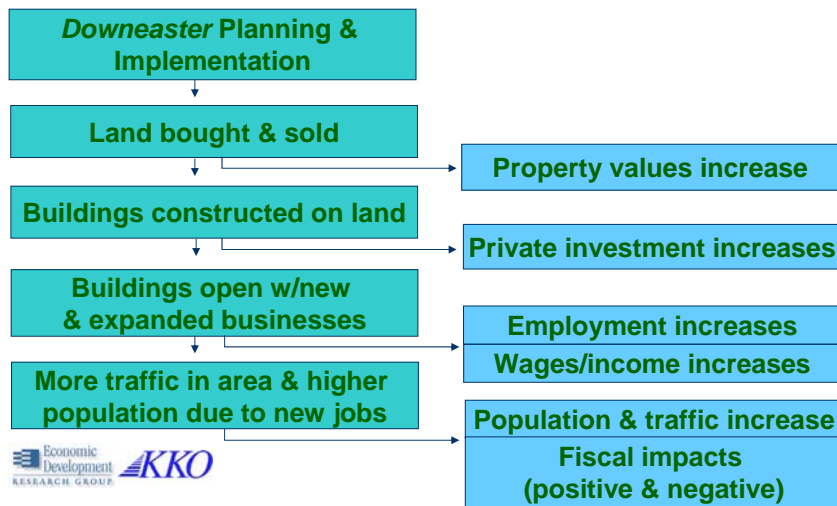 Downeaster Planning &
Implementation
Land bought & sold
Property values increase
Buildings constructed on land
Private investment increases
Buildings open w/new
& expanded businesses
Employment increases
Wages/income increases
More traffic in area & higher
population due to new jobs
Population & traffic increase
Fiscal impacts
(positive & negative)
Economic
Development
RESEARCH GROUP
KKO